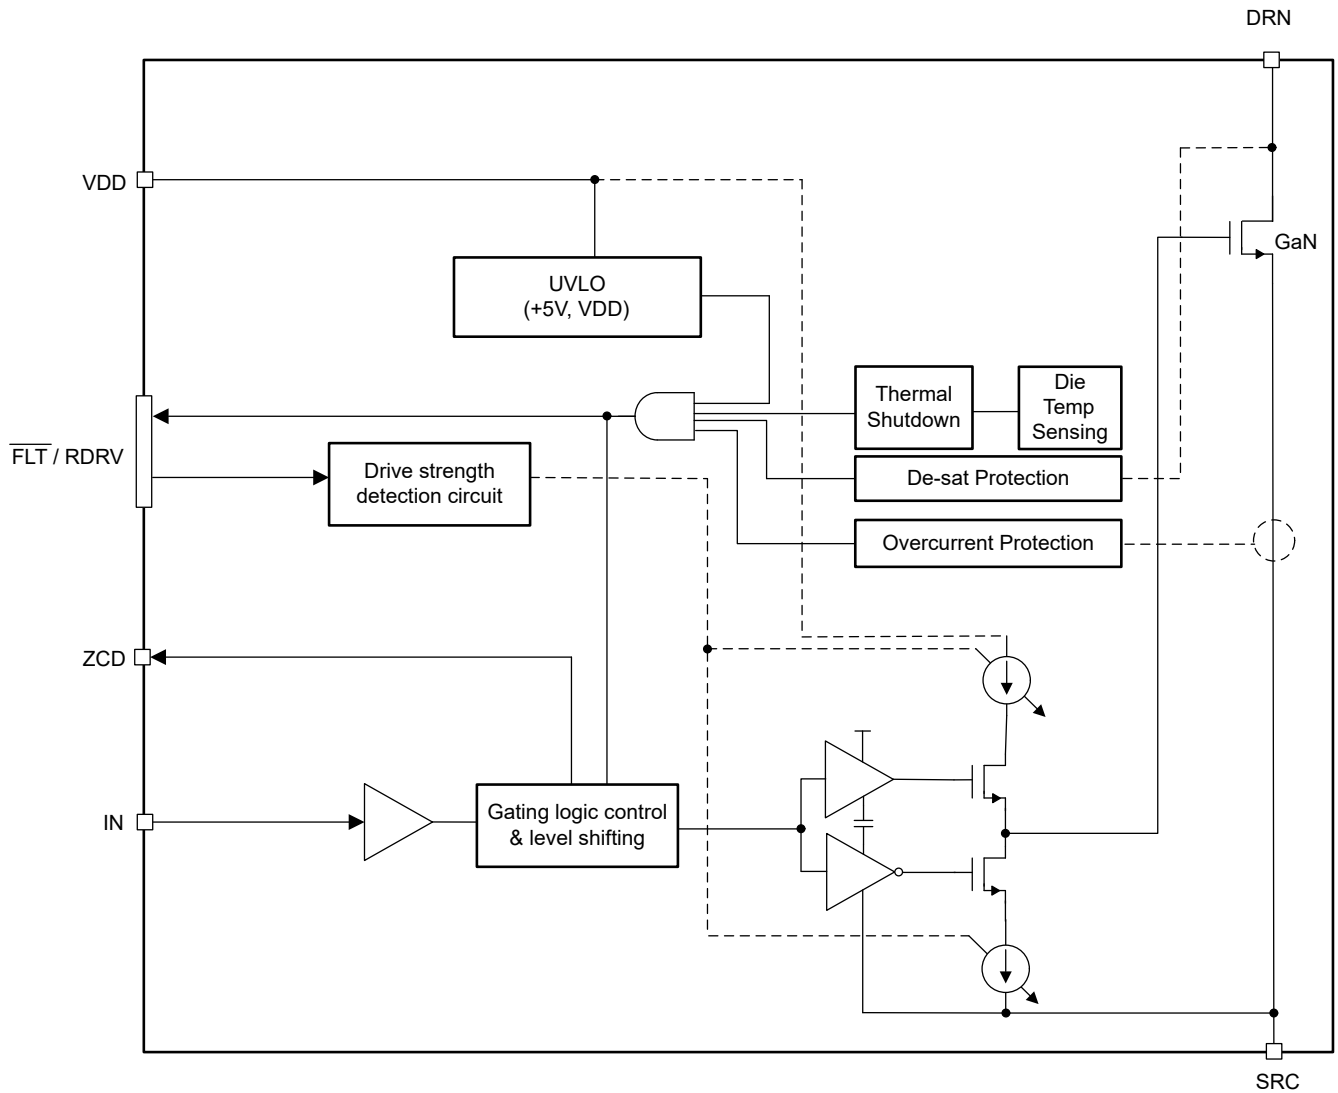 DRN
VDD
GaN
UVLO
(+5V, VDD)
Thermal
Shutdown
Die
Temp
Sensing
FLT / RDRV
Drive strength
detection circuit
De-sat Protection
Overcurrent Protection
ZCD
IN
Gating logic control
& level shifting
SRC